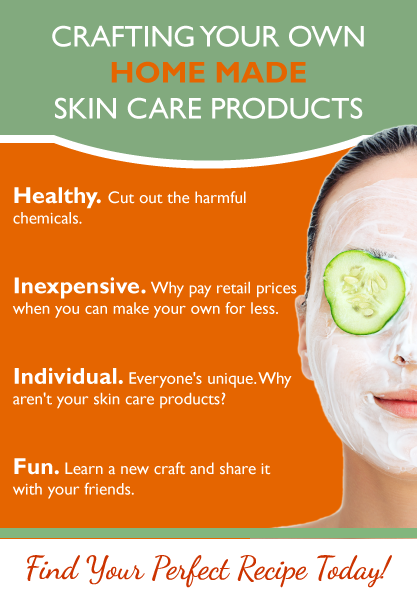 CRAFTING YOUR OWN
HOME MADE
SKIN CARE PRODUCTS
Healthy. Cut out the harmful
chemicals.
Inexpensive. Why pay retail prices
when you can make your own for less.
Individual. Everyone's unique. Why
aren't your skin care products?
Fun. Learn a new craft and share it
with your friends.
Find Your Perfect Recipe Today!